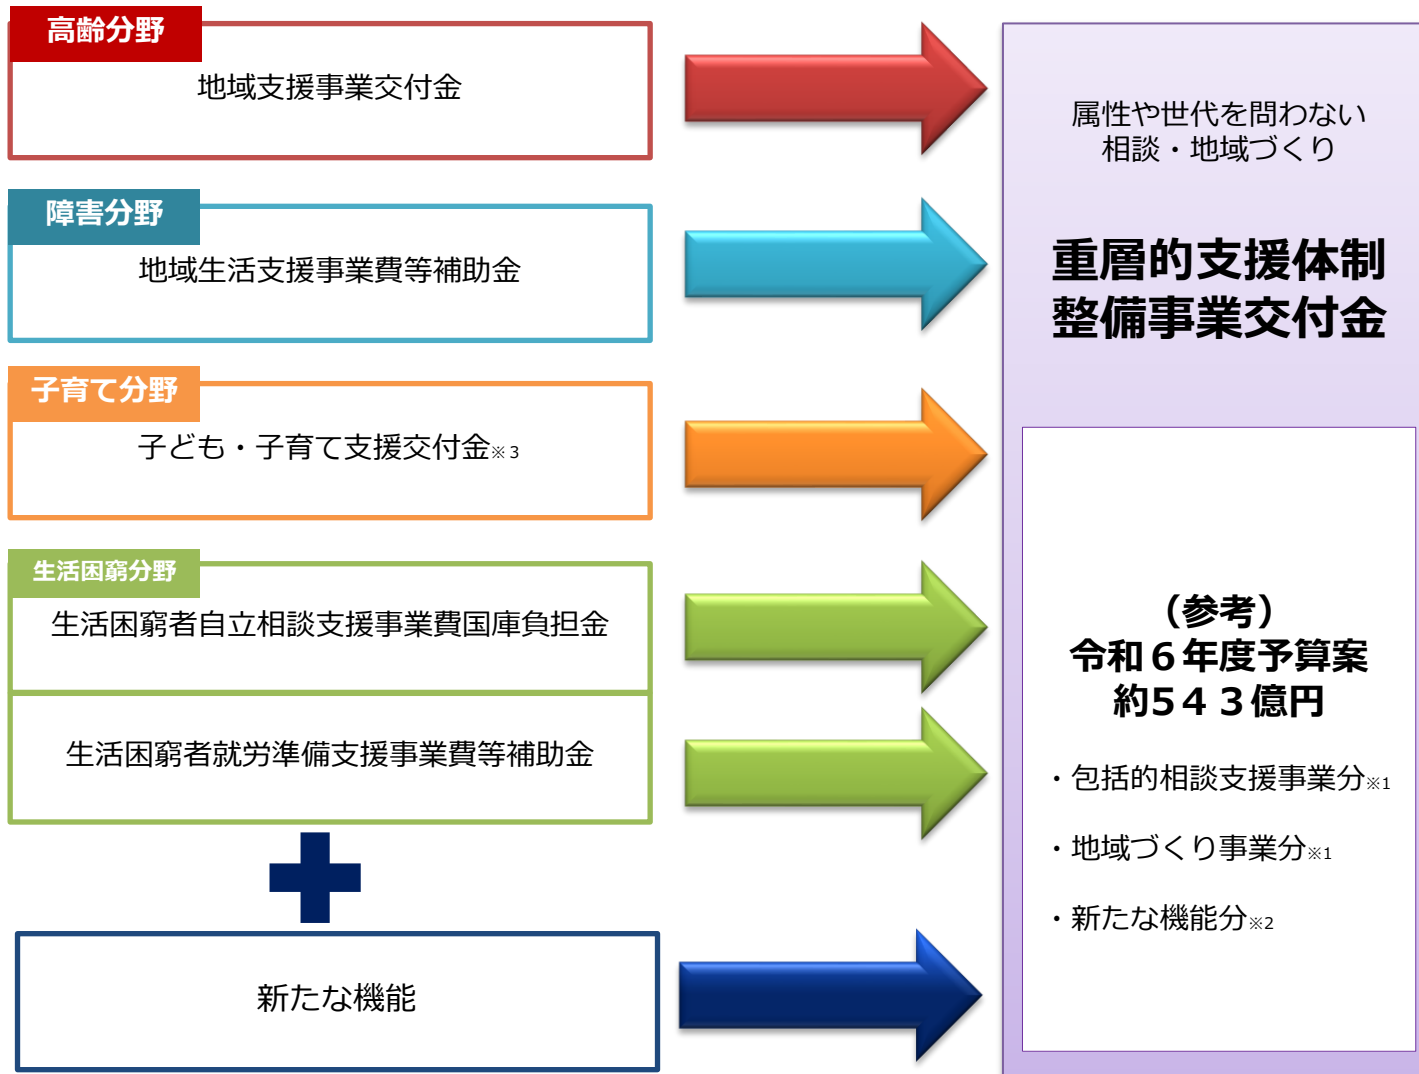 高齢分野
地域支援事業交付金
障害分野
地域生活支援事業費等補助金
子育て分野
子ども・子育て支援交付金※３
生活困窮分野
生活困窮者自立相談支援事業費国庫負担金
生活困窮者就労準備支援事業費等補助金
新たな機能
属性や世代を問わない
相談・地域づくり
重層的支援体制
整備事業交付金
（参考）
令和６年度予算案
約5４３億円
・包括的相談支援事業分※1
・地域づくり事業分※1
・新たな機能分※2